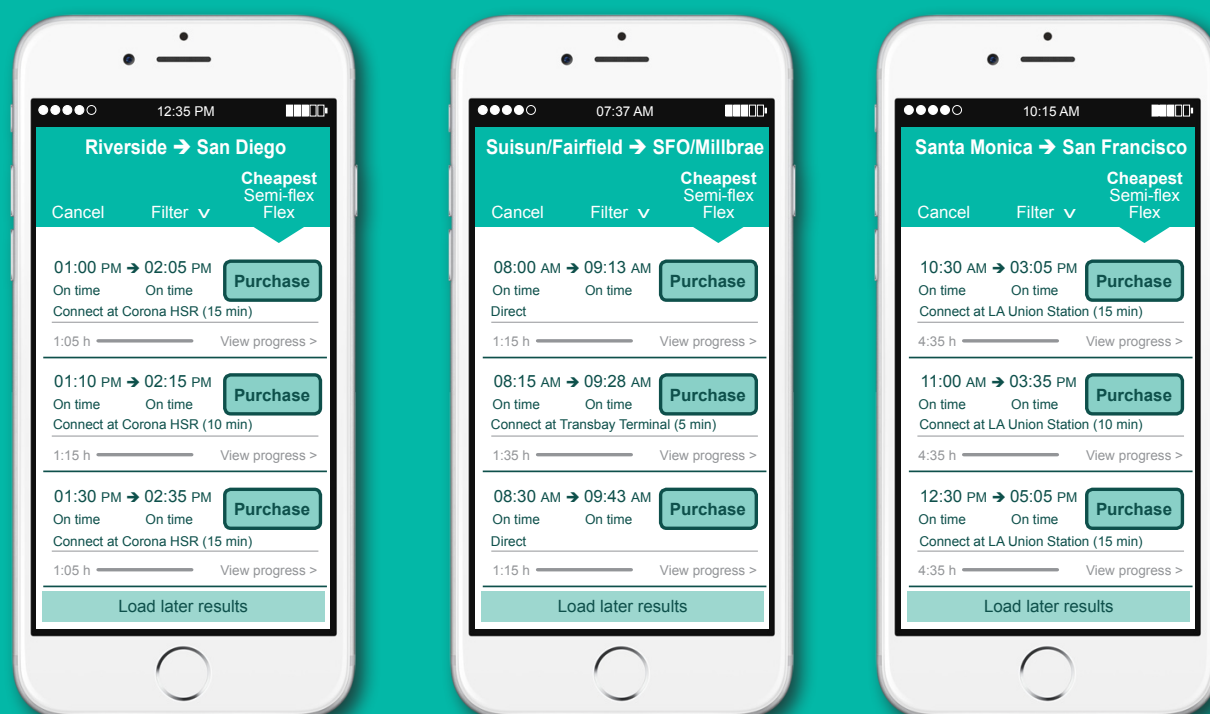 12:35 PM
Riverside ➔ San Diego
Cheapest
Semi-flex
Cancel Filter ∨ Flex
01:00 PM ➔ 02:05 PM Purchase
On time On time
Connect at Corona HSR (15 min)
1:05 h View progress >
01:10 PM ➔ 02:15 PM Purchase
On time On time
Connect at Corona HSR (10 min)
1:15 h View progress >
01:30 PM ➔ 02:35 PM Purchase
On time On time
Connect at Corona HSR (15 min)
1:05 h View progress >
Load later results
07:37 AM
Suisun/Fairfield ➔ SFO/Millbrae
Cheapest
Semi-flex
Cancel Filter ∨ Flex
08:00 AM ➔ 09:13 AM Purchase
On time On time
Direct
1:15 h View progress >
08:15 AM ➔ 09:28 AM Purchase
On time On time
Connect at Transbay Terminal (5 min)
1:35 h View progress >
08:30 AM ➔ 09:43 AM Purchase
On time On time
Direct
1:15 h View progress >
Load later results
10:15 AM
Santa Monica ➔ San Francisco
Cheapest
Semi-flex
Cancel Filter ∨ Flex
10:30 AM ➔ 03:05 PM Purchase
On time On time
Connect at LA Union Station (15 min)
4:35 h View progress >
11:00 AM ➔ 03:35 PM Purchase
On time On time
Connect at LA Union Station (10 min)
4:35 h View progress >
12:30 PM ➔ 05:05 PM Purchase
On time On time
Connect at LA Union Station (15 min)
4:35 h View progress >
Load later results